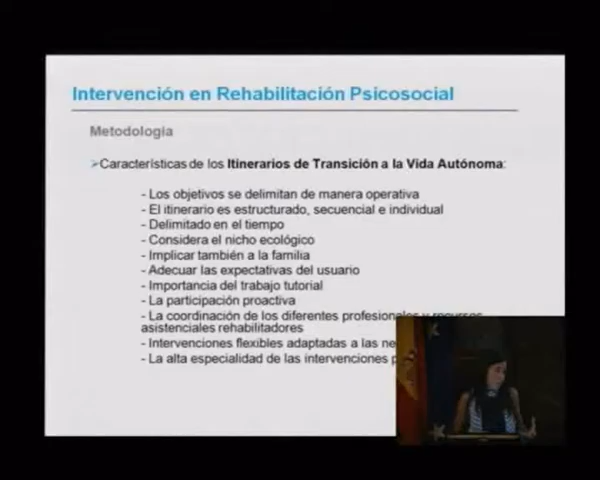 Intervención en Rehabilitación Psicosocial
Metodología
➢Características de los Itinerarios de Transición a la Vida Autónoma:
- Los objetivos se delimitan de manera operativa
- El itinerario es estructurado, secuencial e individual
- Delimitado en el tiempo
- Considera el nicho ecológico
- Implicar también a la familia
- Adecuar las expectativas del usuario
- Importancia del trabajo tutorial
- La participación proactiva
- La coordinación de los diferentes profesionales y recursos
asistenciales rehabilitadores
- Intervenciones flexibles adaptadas a las
- La alta especialidad de las intervenciones